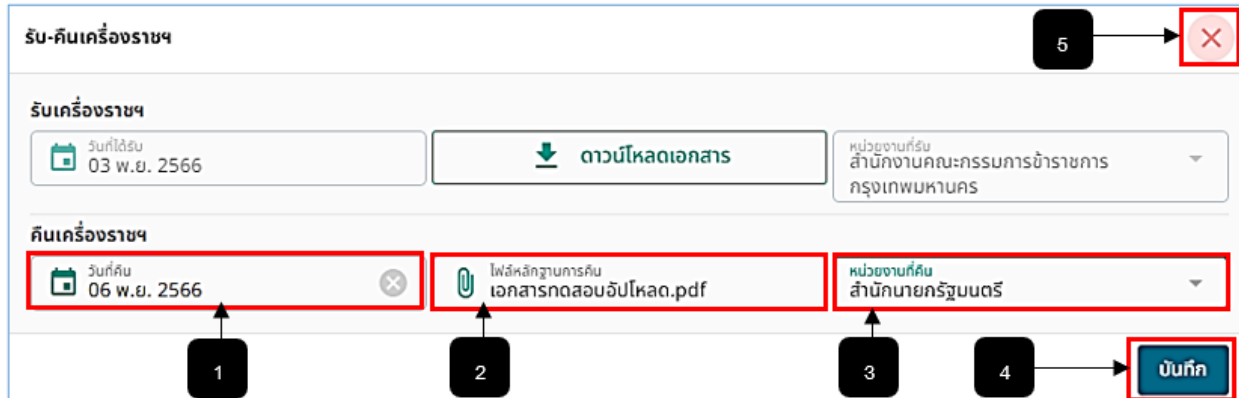 รับ-คืนเครื่องราชฯ
5
รับเครื่องราชฯ
วันที่ได้รับ
03 พ.ย. 2566
ดาวน์โหลดเอกสาร
หน่วยงานที่รับ
สำนักงานคณะกรรมการข้าราชการ
กรุงเทพมหานคร
คืนเครื่องราชฯ
วันที่คืน
06 พ.ย. 2566
ไฟล์หลักฐานการคืน
เอกสารทดสอบอัปโหลด.pdf
หน่วยงานที่คืน
สำนักนายกรัฐมนตรี
1
2
3
4
บันทึก